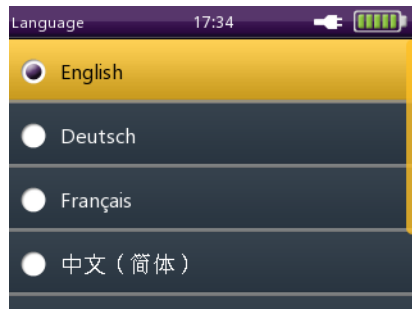 Language 17:34
English
Deutsch
Français
中文（简体）